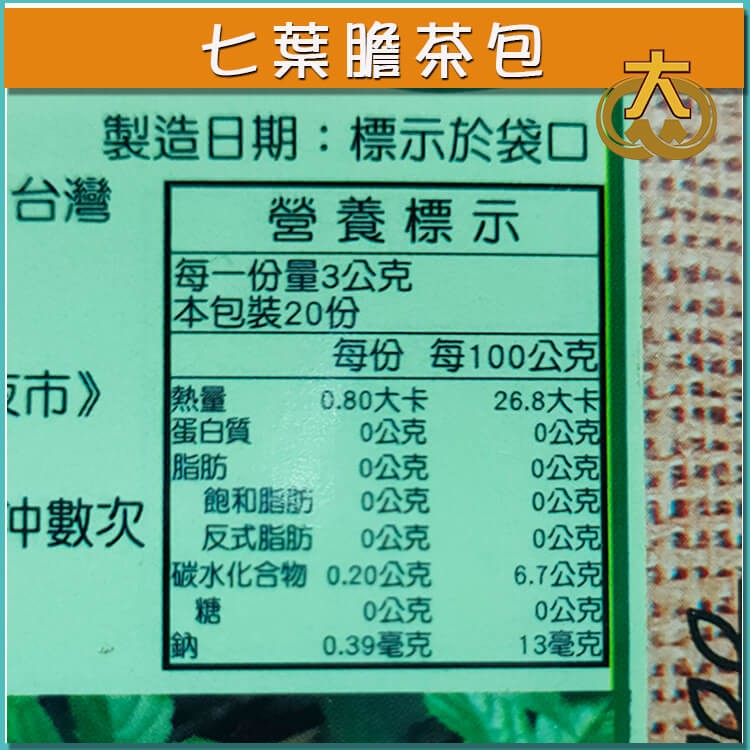 七葉膽茶包
大
製造日期：標示於袋口
台灣
營養標示
每一份量3公克
本包裝20份
每份 每100公克
熱量 0.80大卡 26.8大卡
蛋白質 0公克 0公克
脂肪 0公克 0公克
飽和脂肪 0公克 0公克
反式脂肪 0公克 0公克
碳水化合物 0.20公克 6.7公克
糖 0公克 0公克
鈉 0.39毫克 13毫克
市》
沖數次